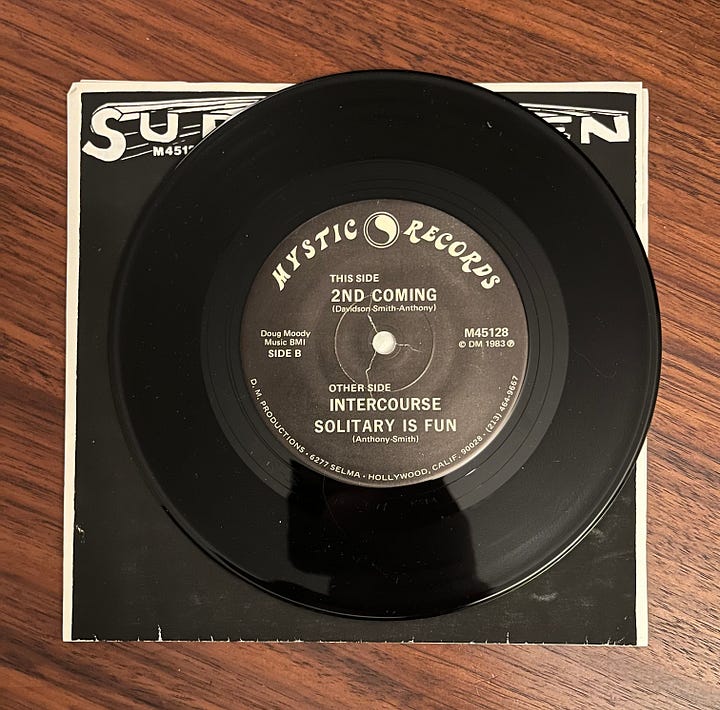 M451
MYSTIC RECORDS
THIS SIDE
2ND COMING
(Davidson-Smith-Anthony)
Doug Moody
Music BMI
SIDE B
M45128
© DM 1983 ℗
OTHER SIDE
INTERCOURSE
SOLITARY IS FUN
(Anthony-Smith)
D.M. PRODUCTIONS • 6277 SELMA • HOLLYWOOD, CALIF. 90028 • (213) 464-9667